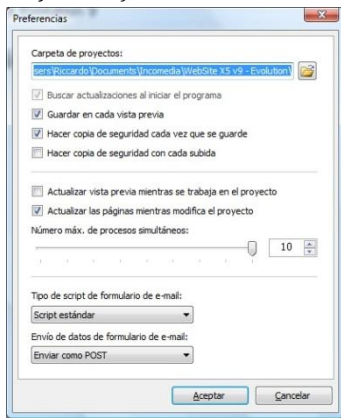 Preferencias
Carpeta de proyectos:
sers\Riccardo\Documents\Incomedia\WebSite X5 v9 - Evolution\
Buscar actualizaciones al iniciar el programa
Guardar en cada vista previa
Hacer copia de seguridad cada vez que se guarde
Hacer copia de seguridad con cada subida
Actualizar vista previa mientras se trabaja en el proyecto
Actualizar las páginas mientras modifica el proyecto
Número máx. de procesos simultáneos:
10
Tipo de script de formulario de e-mail:
Script estándar
Envío de datos de formulario de e-mail:
Enviar como POST
Aceptar
Cancelar